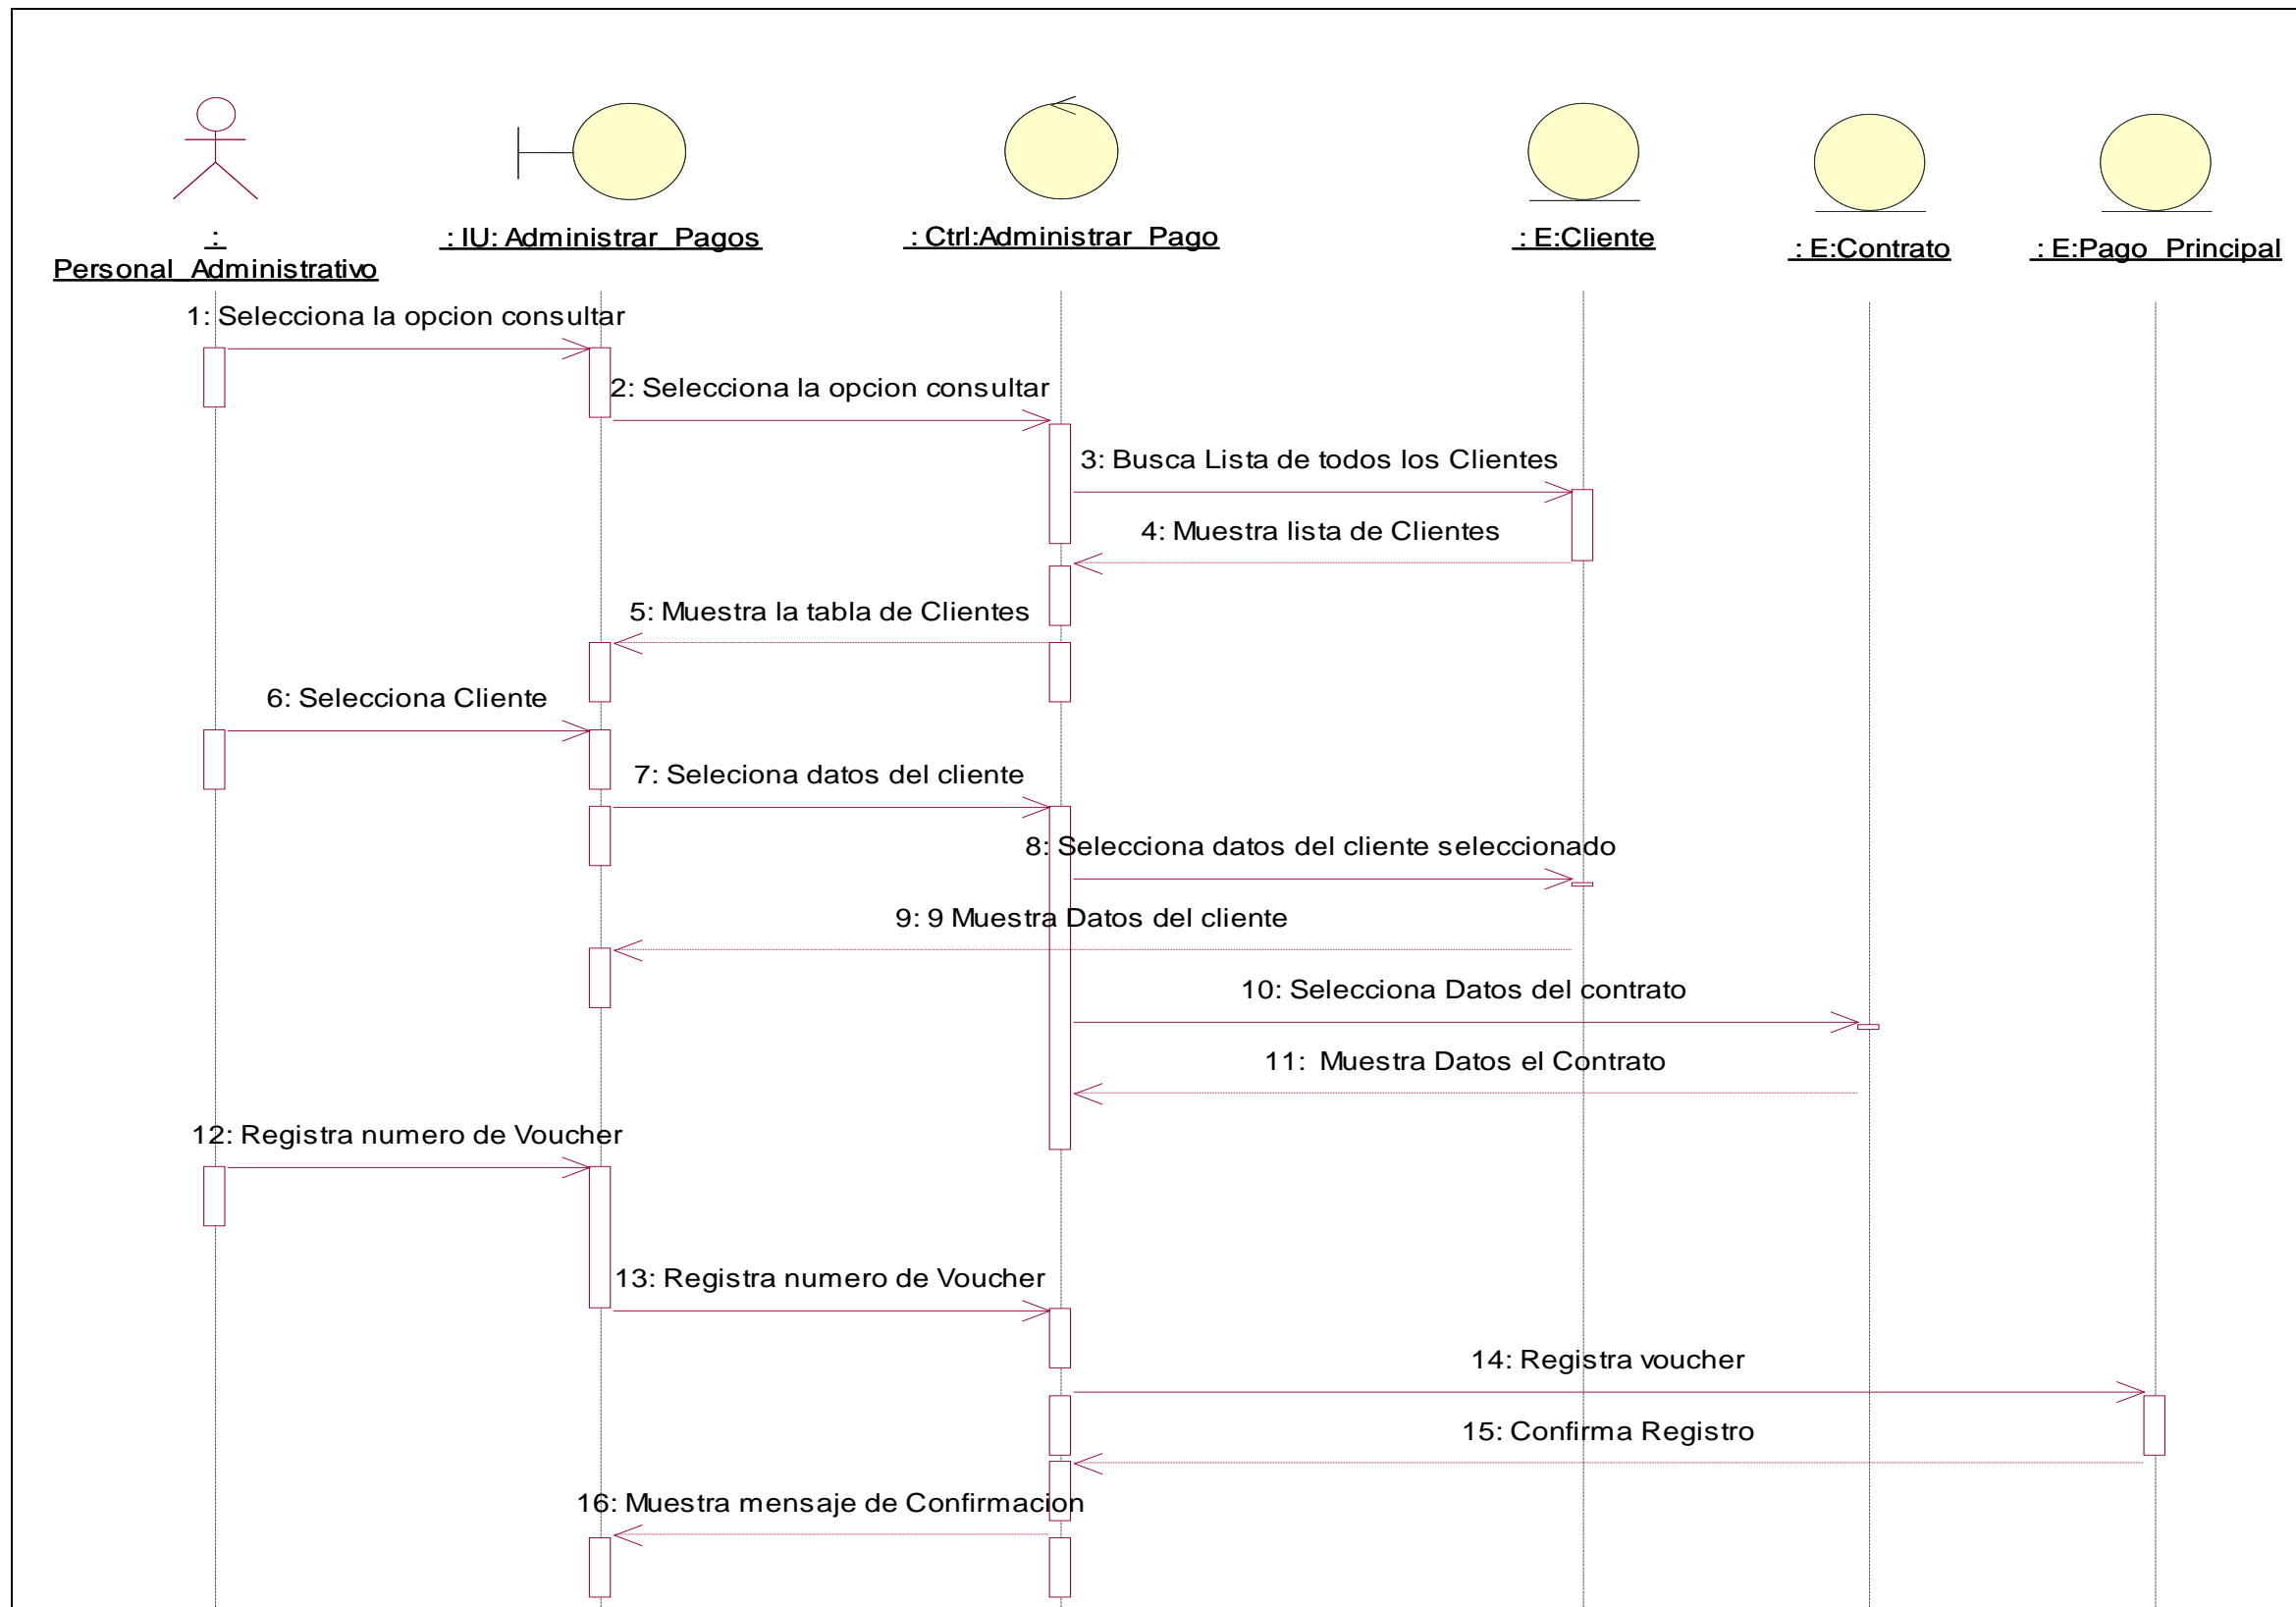 :
Personal_Administrativo
: IU: Administrar_Pagos
: Ctrl:Administrar_Pago
: E:Cliente
: E:Contrato
: E:Pago_Principal
1: Selecciona la opcion consultar
2: Selecciona la opcion consultar
3: Busca Lista de todos los Clientes
4: Muestra lista de Clientes
5: Muestra la tabla de Clientes
6: Selecciona Cliente
7: Seleciona datos del cliente
8: Selecciona datos del cliente seleccionado
9: 9 Muestra Datos del cliente
10: Selecciona Datos del contrato
11: Muestra Datos el Contrato
12: Registra numero de Voucher
13: Registra numero de Voucher
14: Registra voucher
15: Confirma Registro
16: Muestra mensaje de Confirmacion